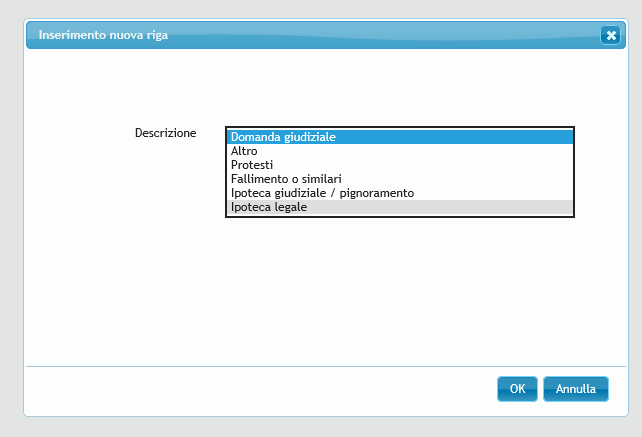 Inserimento nuova riga
Descrizione
Domanda giudiziale
Altro
Protesti
Fallimento o similari
Ipoteca giudiziale / pignoramento
Ipoteca legale
OK
Annulla